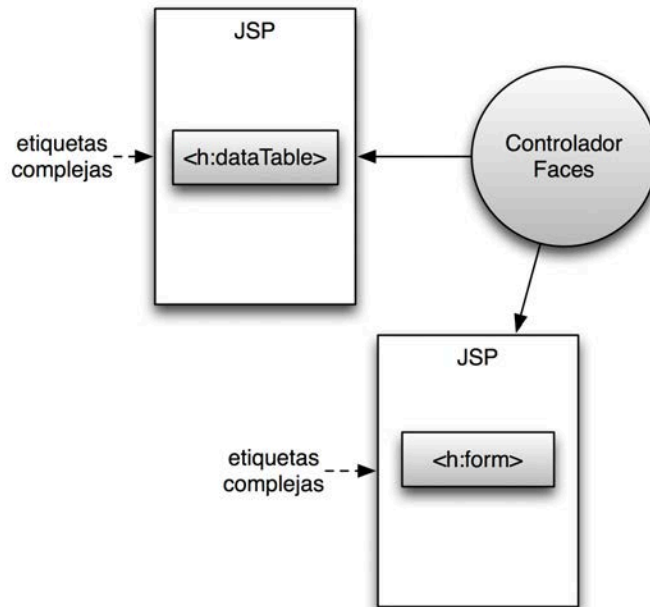 JSP
etiquetas
complejas
<h:dataTable>
Controlador
Faces
JSP
etiquetas
complejas
<h:form>